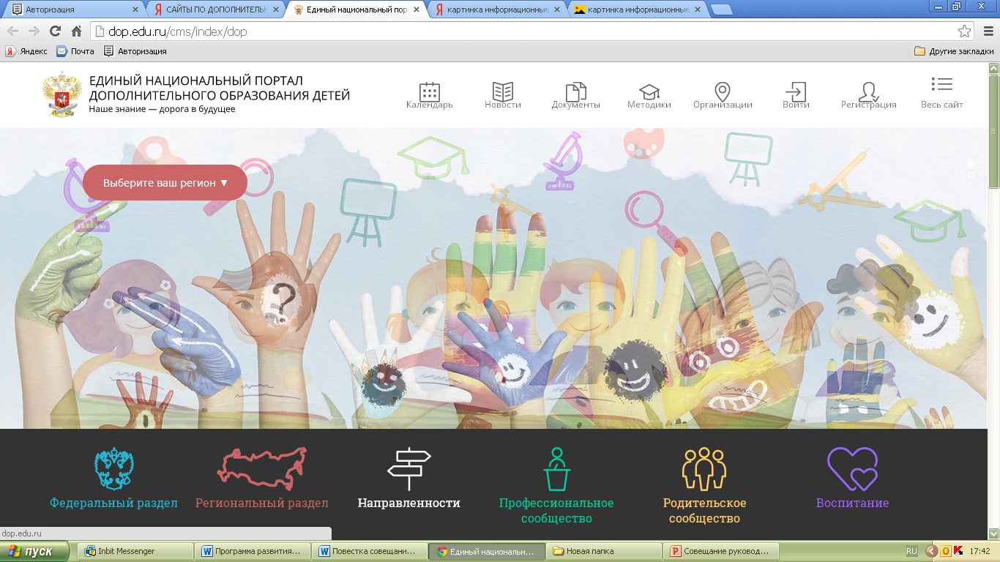 Авторизация
САЙТЫ ПО ДОПОЛНИТЕЛЬН
Единый национальный пор
картинка информационные
картинка информационные
dop.edu.ru/cms/index/dop
Яндекс
Почта
Авторизация
Другие закладки
ЕДИНЫЙ НАЦИОНАЛЬНЫЙ ПОРТАЛ
ДОПОЛНИТЕЛЬНОГО ОБРАЗОВАНИЯ ДЕТЕЙ
Наше знание — дорога в будущее
Календарь
Новости
Документы
Методики
Организации
Войти
Регистрация
Весь сайт
Выберите ваш регион ▼
?
Федеральный раздел
Региональный раздел
Направленности
Профессиональное
сообщество
Родительское
сообщество
Воспитание
dop.edu.ru
пуск
Inbit Messenger
Программа развития...
Повестка совещани...
Единый национальн...
Новая папка
Совещание руковод...
RU
17:42